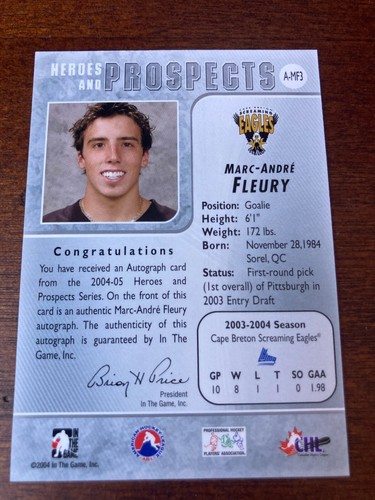 HEROES AND PROSPECTS
A-MF3
SCREAMING
EAGLES
MARC-ANDRÉ
FLEURY
Position: Goalie
Height: 6'1"
Weight: 172 lbs.
Born: November 28,1984
Sorel, QC
Status: First-round pick
(1st overall) of Pittsburgh in
2003 Entry Draft
Congratulations
You have received an Autograph card
from the 2004-05 Heroes and
Prospects Series. On the front of this
card is an authentic Marc-André Fleury
autograph. The authenticity of this
autograph is guaranteed by In The
Game, Inc.
Brian H Price
President
In The Game, Inc.
2003-2004 Season
Cape Breton Screaming Eagles®
GP W L T SO GAA
10 8 1 1 0 1.98
IN THE GAME
©2004 In The Game, Inc.
PROFESSIONAL HOCKEY
PLAYERS' ASSOCIATION.
CHL